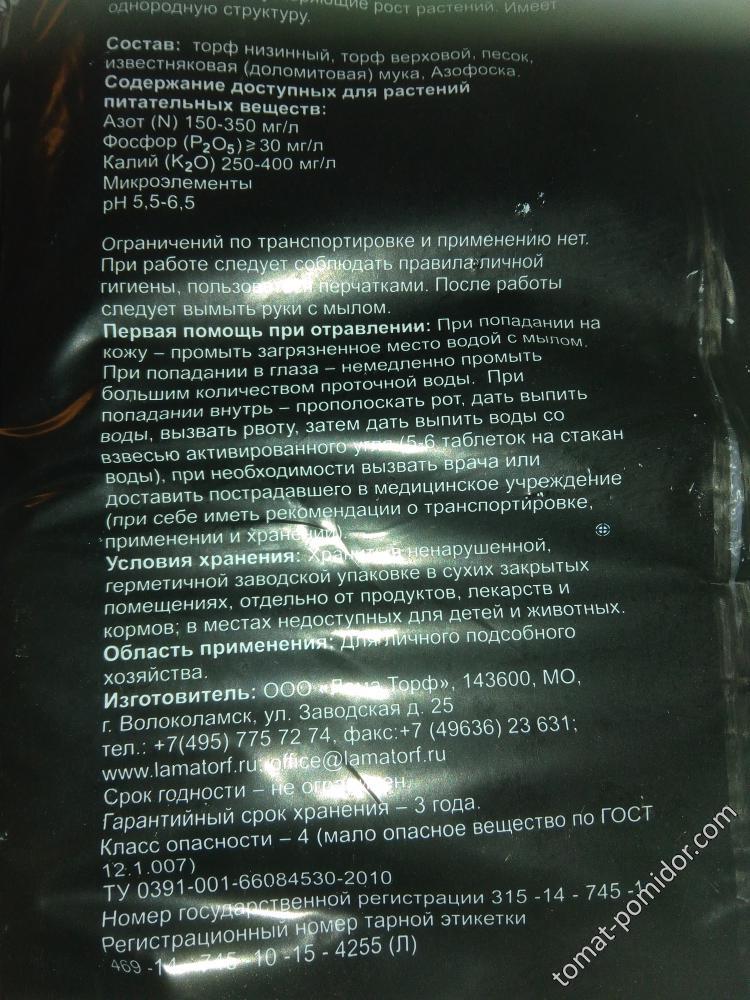 рост растений. Имеет
однородную структуру.
Состав: торф низинный, торф верховой, песок,
известняковая (доломитовая) мука, Азофоска.
Содержание доступных для растений
питательных веществ:
Азот (N) 150-350 мг/л
Фосфор (P₂O₅) ≥ 30 мг/л
Калий (K₂O) 250-400 мг/л
Микроэлементы
pH 5,5-6,5
Ограничений по транспортировке и применению нет.
При работе следует соблюдать правила личной
гигиены, пользоваться перчатками. После работы
следует вымыть руки с мылом.
Первая помощь при отравлении: При попадании на
кожу – промыть загрязненное место водой с мылом.
При попадании в глаза – немедленно промыть
большим количеством проточной воды. При
попадании внутрь – прополоскать рот, дать выпить
воды, вызвать рвоту, затем дать выпить воды со
взвесью активированного угля (5-6 таблеток на стакан
воды), при необходимости вызвать врача или
доставить пострадавшего в медицинское учреждение
(при себе иметь рекомендации о транспортировке,
применении и хранении).
Условия хранения: Хранить в ненарушенной,
герметичной заводской упаковке в сухих закрытых
помещениях, отдельно от продуктов, лекарств и
кормов; в местах недоступных для детей и животных.
Область применения: Для личного подсобного
хозяйства.
Изготовитель: ООО «Лама Торф», 143600, МО,
г. Волоколамск, ул. Заводская д. 25
тел.: +7(495) 775 72 74, факс:+7 (49636) 23 631;
www.lamatorf.ru; office@lamatorf.ru
Срок годности – не ограничен.
Гарантийный срок хранения – 3 года.
Класс опасности – 4 (мало опасное вещество по ГОСТ
12.1.007)
ТУ 0391-001-66084530-2010
Номер государственной регистрации 315 -14 - 745 -1
Регистрационный номер тарной этикетки
469 -14 - 745 -10 -15 - 4255 (Л)
tomat-pomidor.com